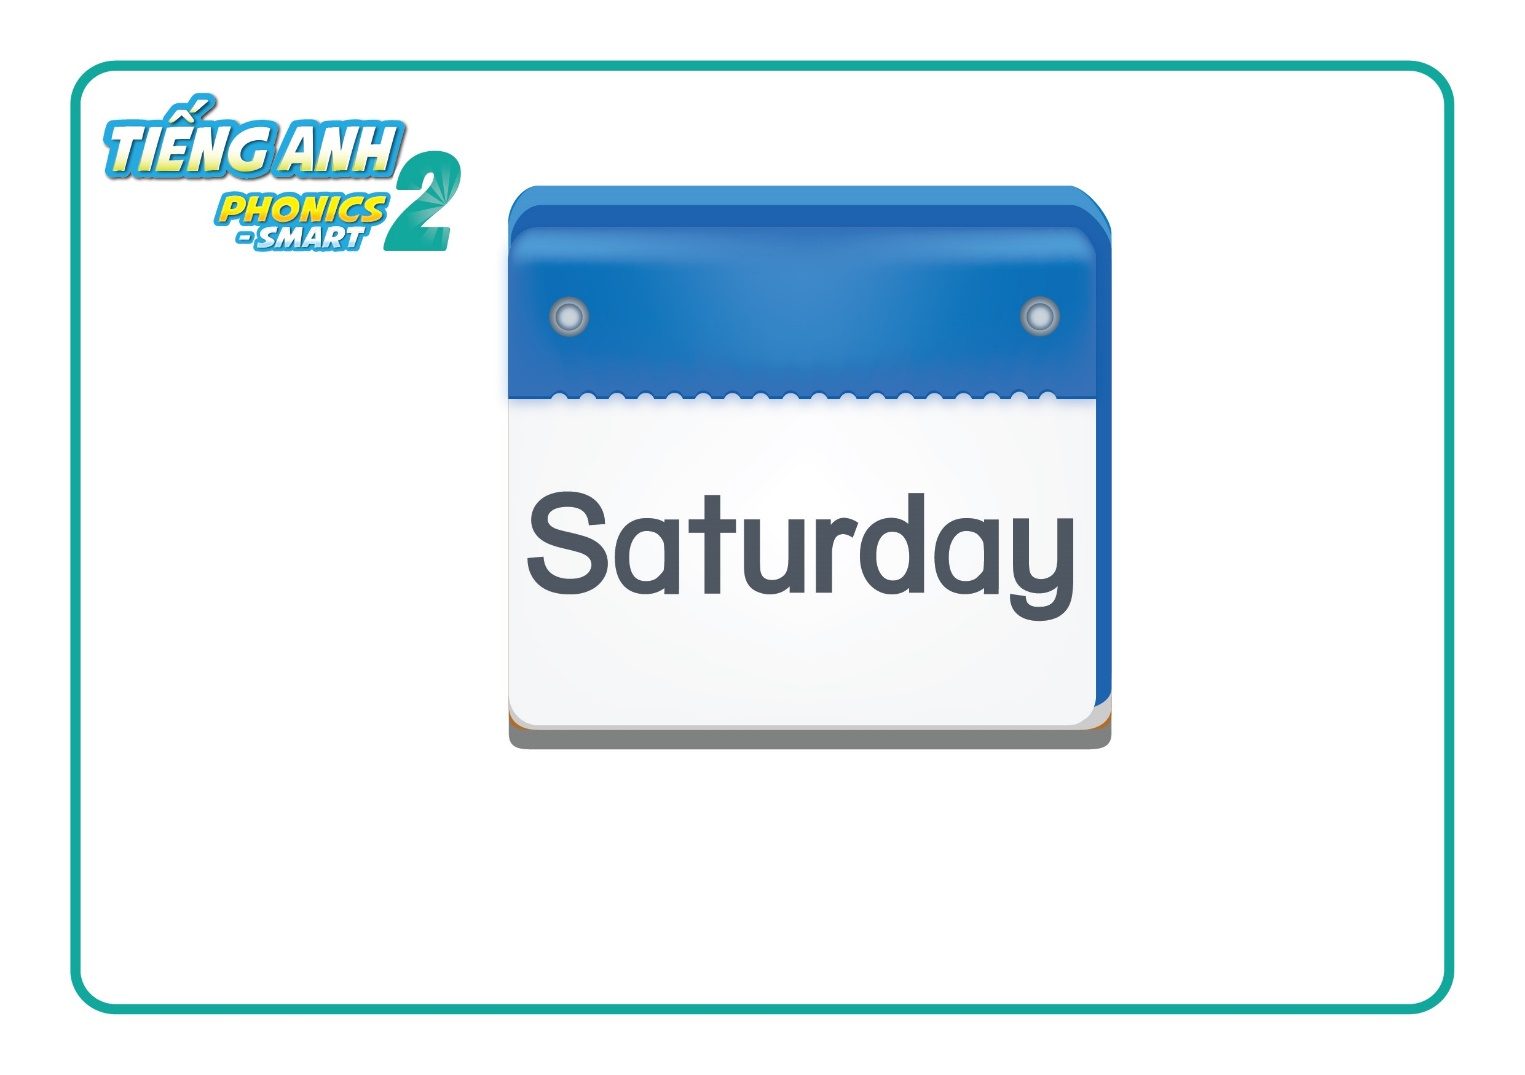 TIẾNG ANH
PHONICS 2
-SMART
Saturday